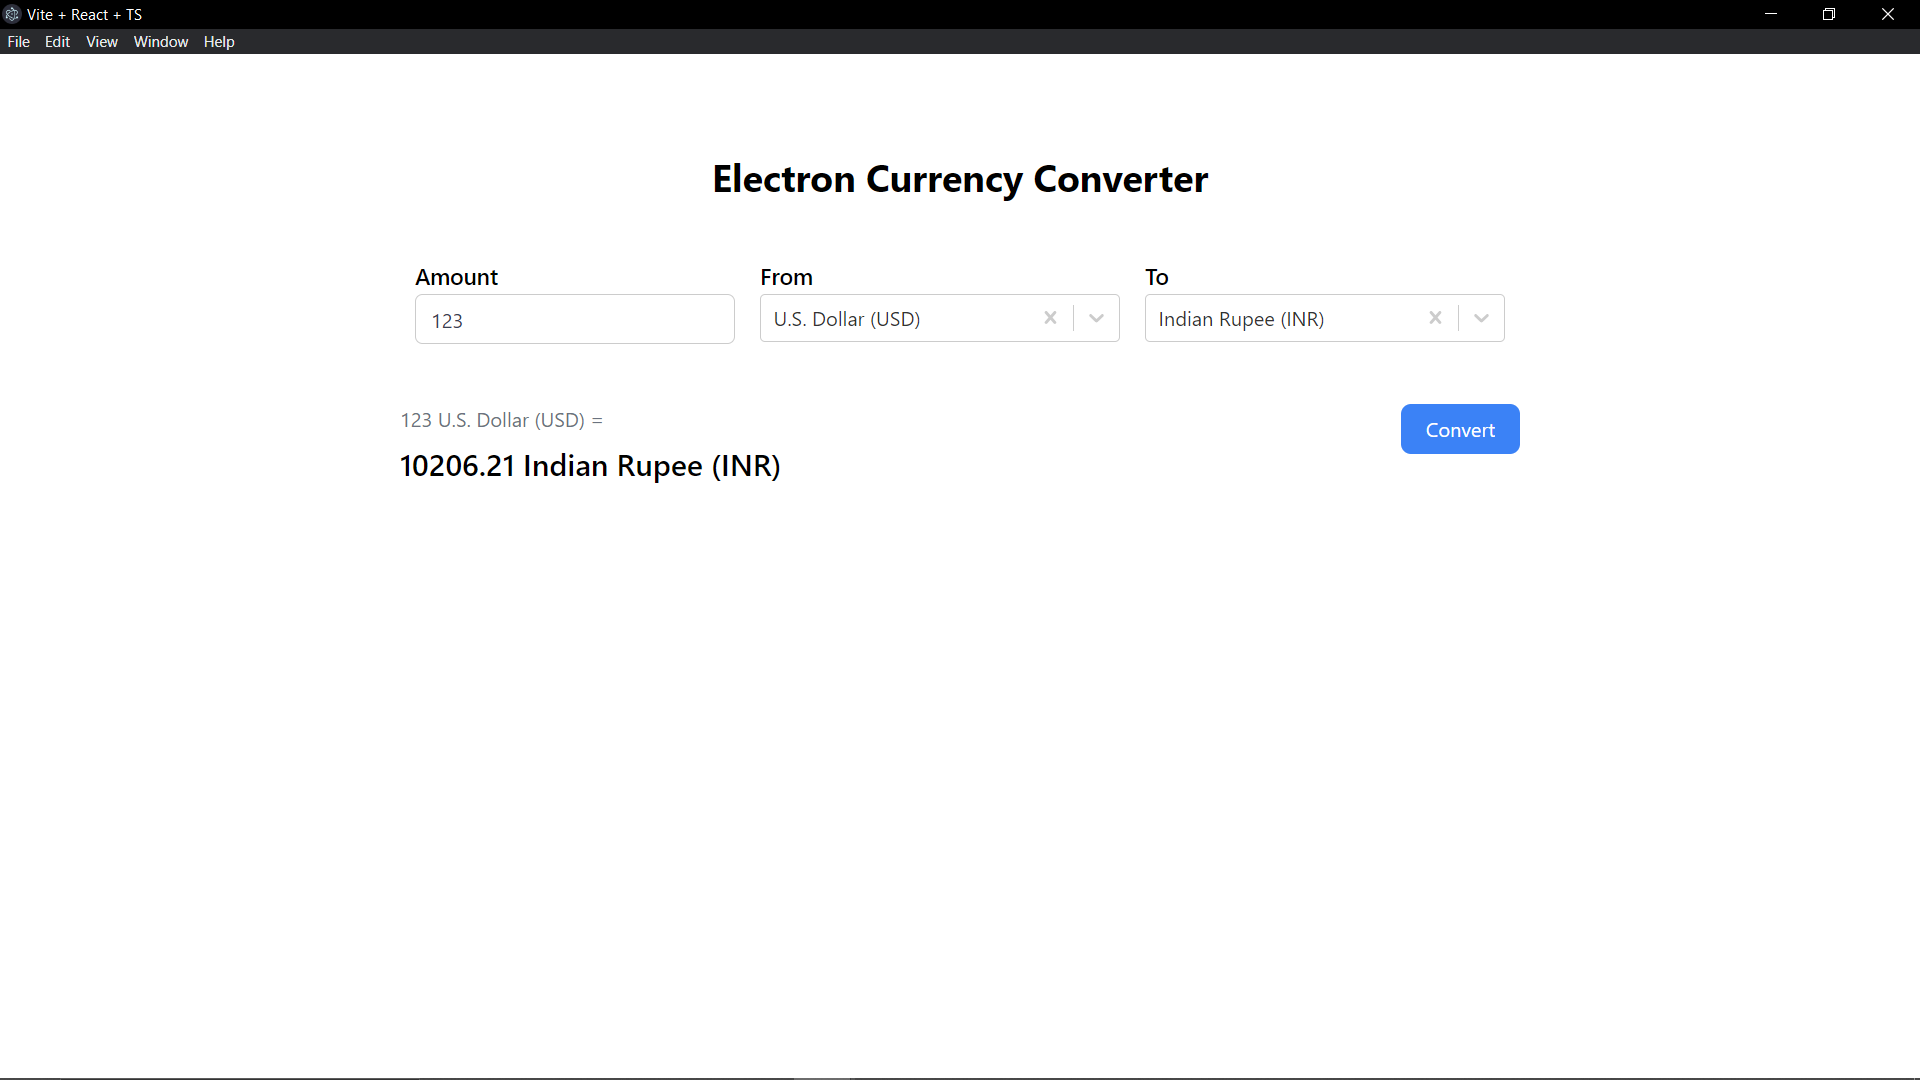 Vite + React + TS
File Edit View Window Help
Electron Currency Converter
Amount From To
123 U.S. Dollar (USD) Indian Rupee (INR)
123 U.S. Dollar (USD) =
Convert
10206.21 Indian Rupee (INR)